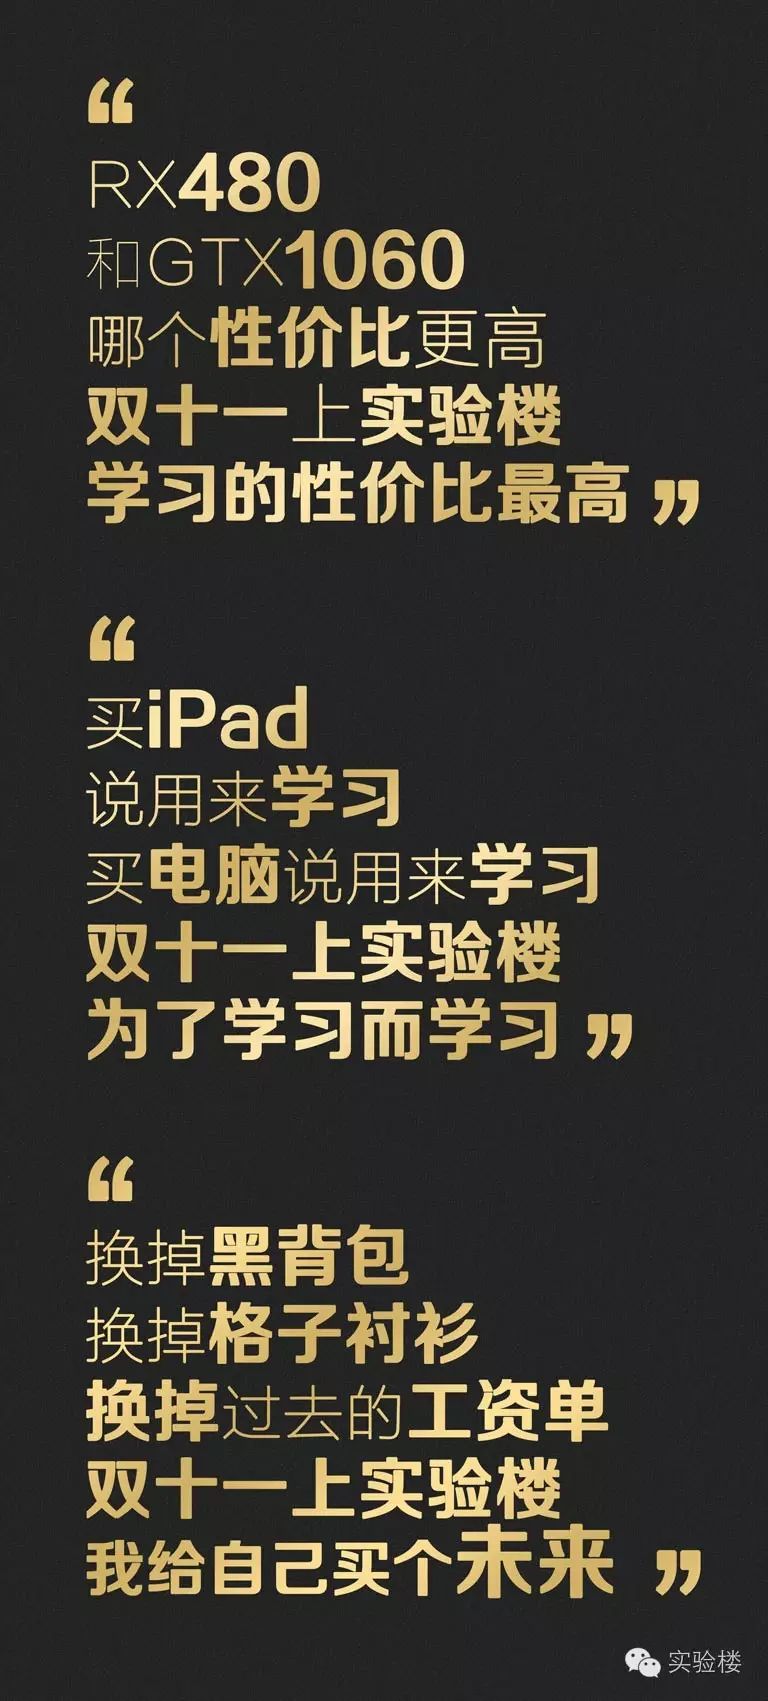 “
RX480
和GTX1060
哪个性价比更高
双十一上实验楼
学习的性价比最高 ”
“
买iPad
说用来学习
买电脑说用来学习
双十一上实验楼
为了学习而学习 ”
“
换掉黑背包
换掉格子衬衫
换掉过去的工资单
双十一上实验楼
我给自己买个未来 ”
实验楼